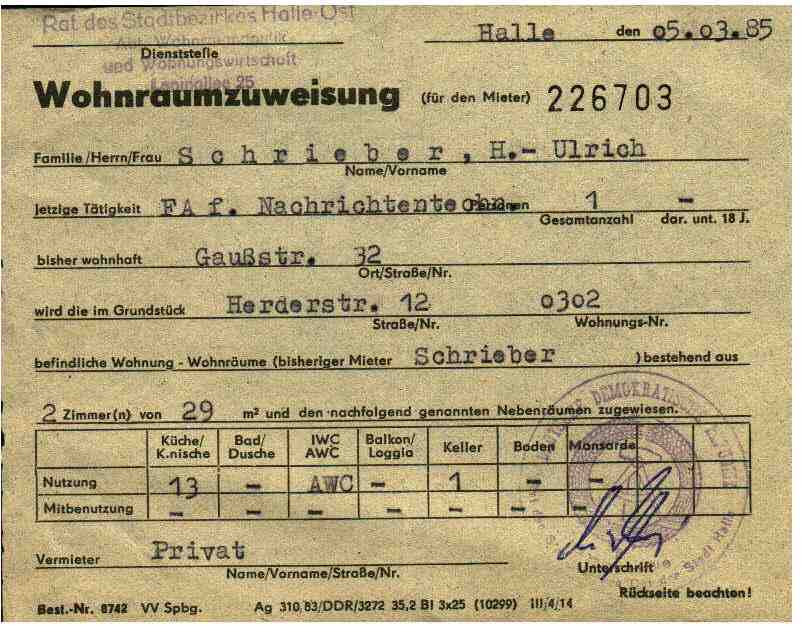 Rat des Stadtbezirkes Halle-Ost
und Wohnungswirtschaft
Leninallee 25
Dienststelle
Halle den 05.03.85
Wohnraumzuweisung (für den Mieter) 226703
Familie/Herrn/Frau Schrieber, H.- Ulrich
Name/Vorname
jetzige Tätigkeit FA f. Nachrichtentechn. Personen 1 -
Gesamtanzahl dar. unt. 18 J.
bisher wohnhaft Gaußstr. 32
Ort/Straße/Nr.
wird die im Grundstück Herderstr. 12 0302
Straße/Nr. Wohnungs-Nr.
befindliche Wohnung - Wohnräume (bisheriger Mieter Schrieber ) bestehend aus
2 Zimmer(n) von 29 m² und den nachfolgend genannten Nebenräumen zugewiesen.
Küche/ Bad/ IWC Balkon/ Keller Boden Mansarde
K.nische Dusche AWC Loggia
Nutzung 13 - AWC - 1 - -
Mitbenutzung - - - - - - -
Vermieter Privat
Name/Vorname/Straße/Nr.
Unterschrift
Rückseite beachten!
Best.-Nr. 8742 VV Spbg. Ag 310/83/DDR/3272 35,2 Bl 3x25 (10299) III/4/14